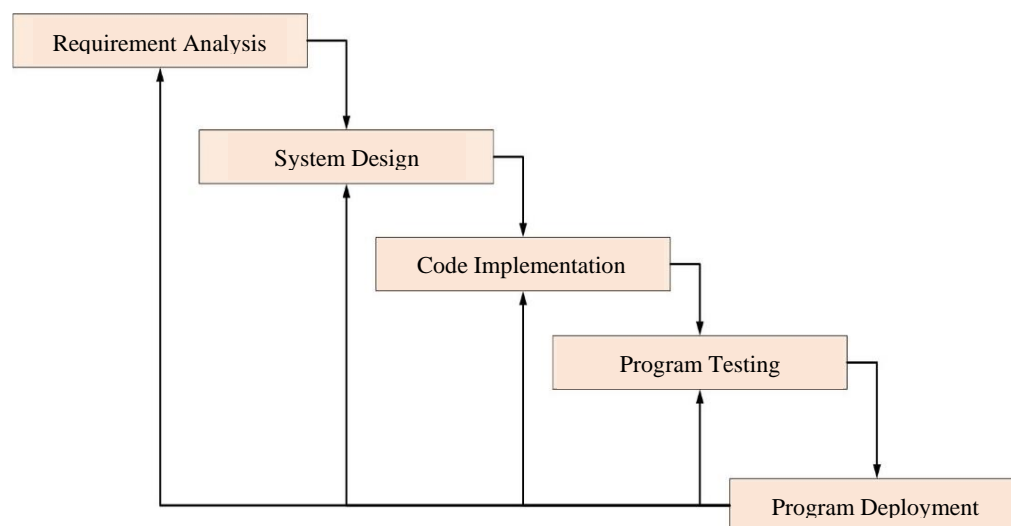 Requirement Analysis
System Design
Code Implementation
Program Testing
Program Deployment